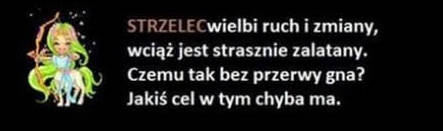 STRZELECwielbi ruch i zmiany,
wciąż jest strasznie zalatany.
Czemu tak bez przerwy gna?
Jakiś cel w tym chyba ma.